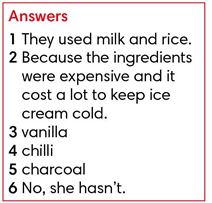 Answers
1 They used milk and rice.
2 Because the ingredients
were expensive and it
cost a lot to keep ice
cream cold.
3 vanilla
4 chilli
5 charcoal
6 No, she hasn't.